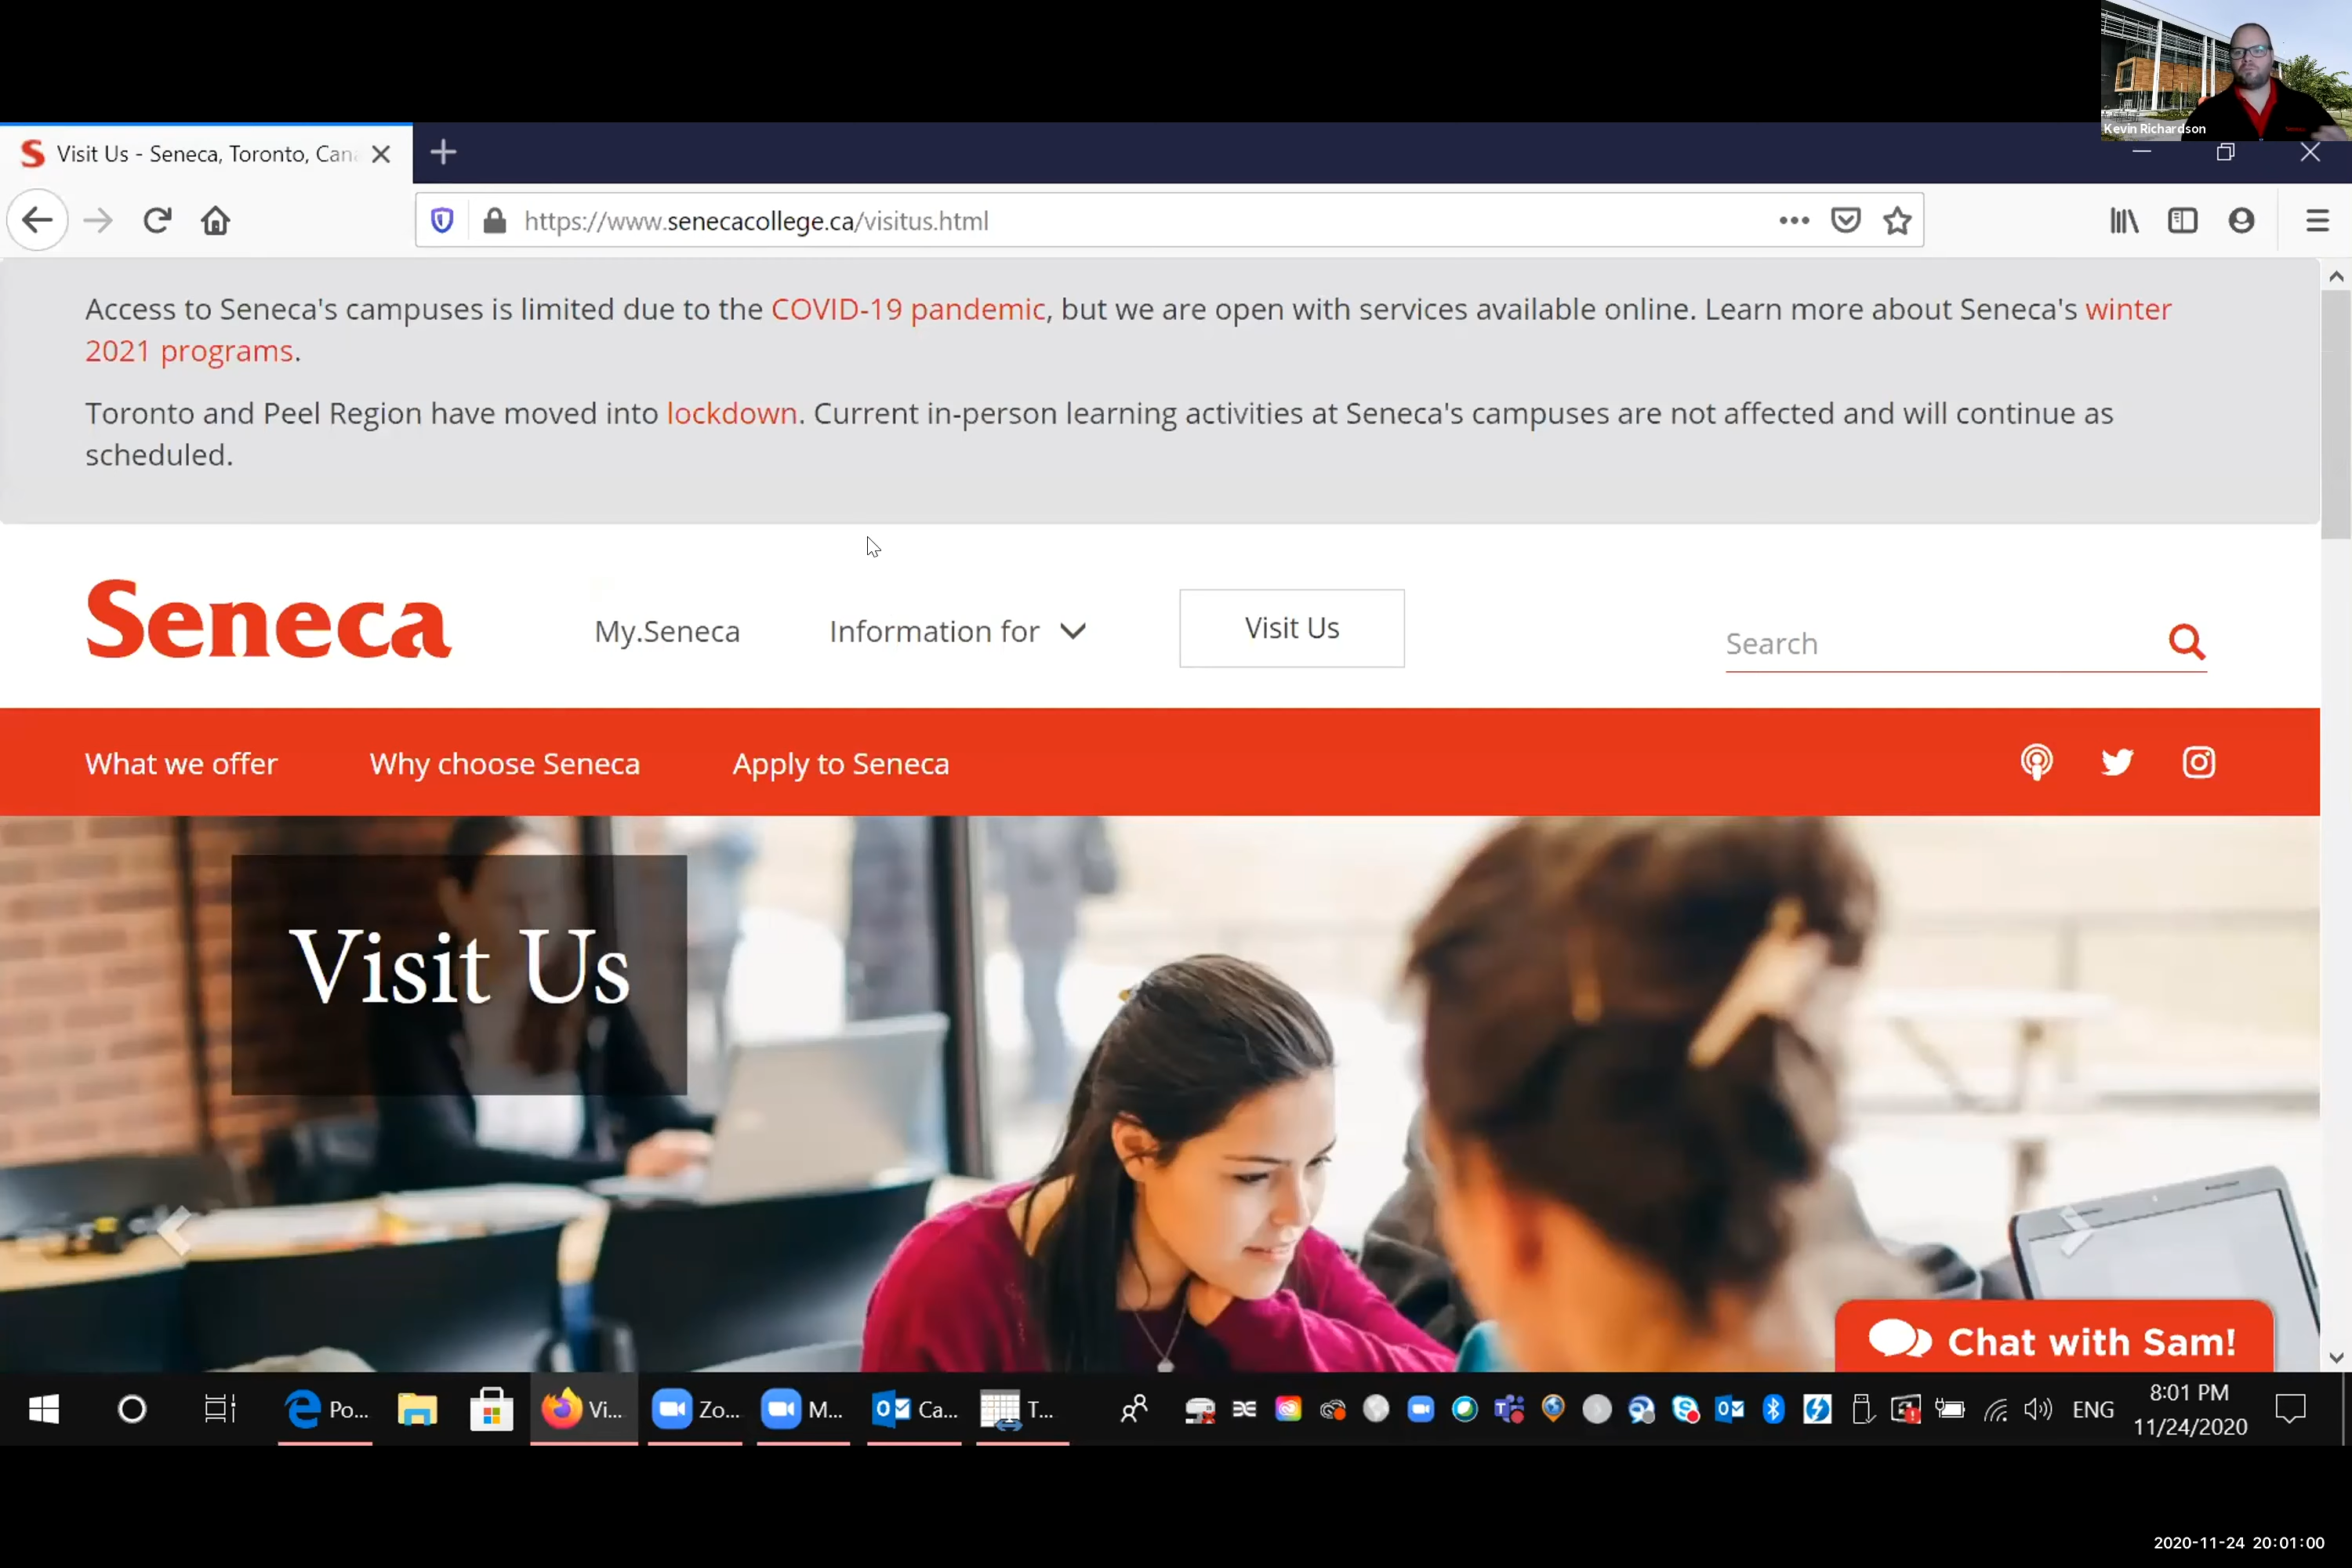 Kevin Richardson
Visit Us - Seneca, Toronto, Can
https://www.senecacollege.ca/visitus.html
Access to Seneca's campuses is limited due to the COVID-19 pandemic, but we are open with services available online. Learn more about Seneca's winter
2021 programs.
Toronto and Peel Region have moved into lockdown. Current in-person learning activities at Seneca's campuses are not affected and will continue as
scheduled.
Seneca
My.Seneca
Information for
Visit Us
Search
What we offer
Why choose Seneca
Apply to Seneca
Visit Us
Chat with Sam!
Po...
Vi...
Zo...
M...
Ca...
T...
ENG
8:01 PM
11/24/2020
2020-11-24 20:01:00